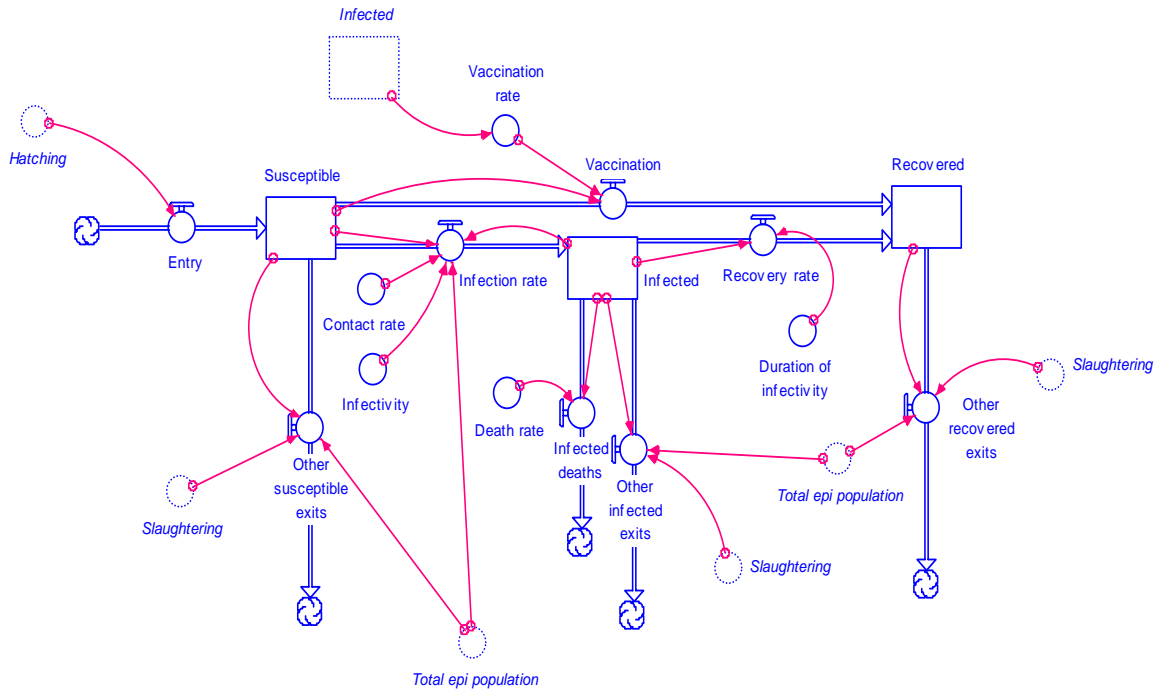 Infected
Vaccination
rate
Hatching
Susceptible
Vaccination
Recovered
Entry
Infection rate
Infected
Recovery rate
Contact rate
Infectivity
Death rate
Duration of
infectivity
Slaughtering
Infected
deaths
Other
recovered
exits
Other
susceptible
exits
Other
infected
exits
Total epi population
Slaughtering
Slaughtering
Total epi population